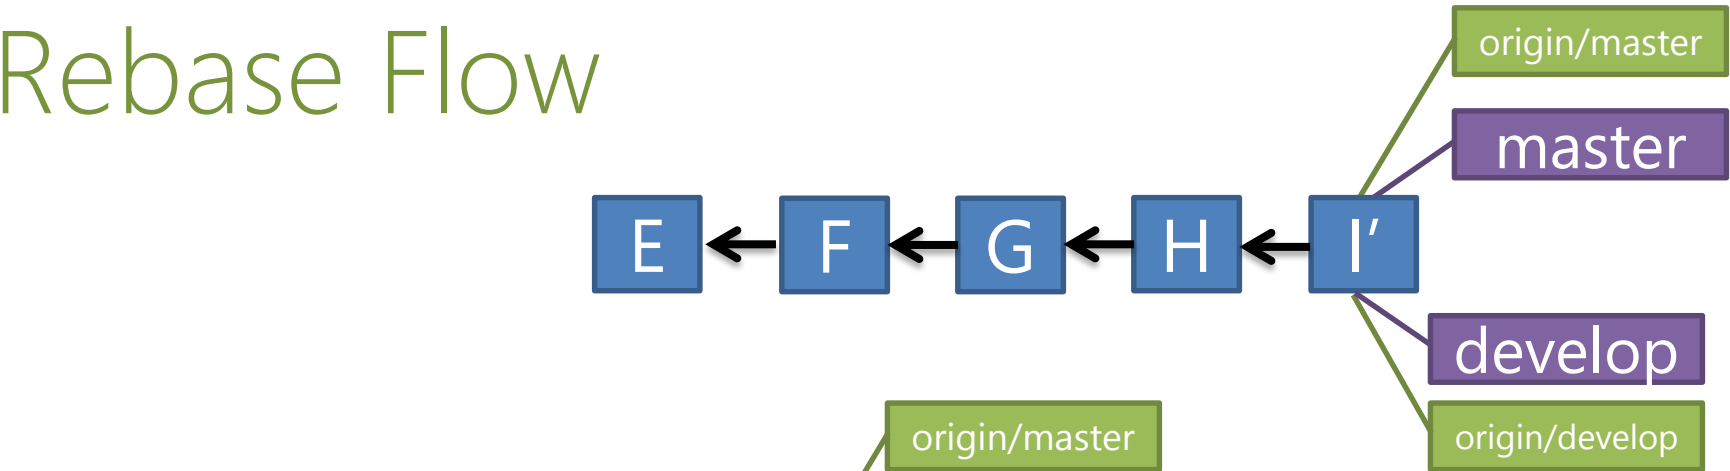 Rebase Flow
origin/master
master
E F G H I’
develop
origin/master
origin/develop